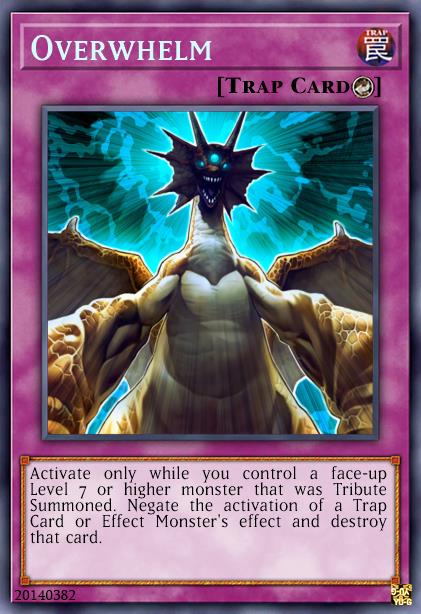 OVERWHELM
TRAP
罠
[TRAP CARD]
Activate only while you control a face-up
Level 7 or higher monster that was Tribute
Summoned. Negate the activation of a Trap
Card or Effect Monster's effect and destroy
that card.
20140382